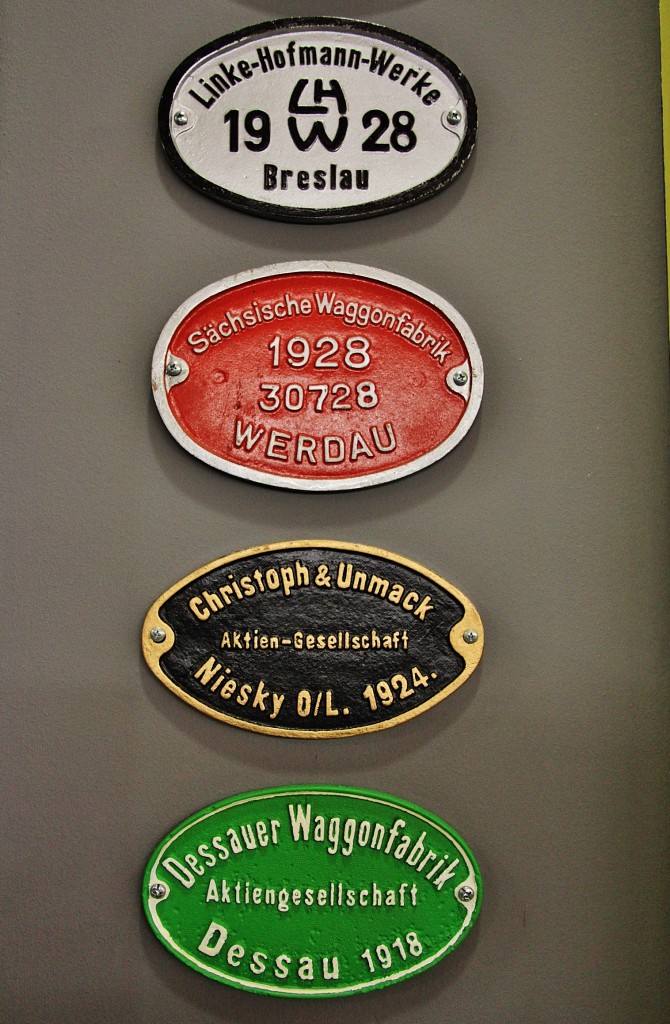 Linke-Hofmann-Werke
LH
19 W 28
Breslau
Sächsische Waggonfabrik
1928
30728
WERDAU
Christoph & Unmack
Aktien-Gesellschaft
Niesky O/L. 1924.
Dessauer Waggonfabrik
Aktiengesellschaft
Dessau 1918